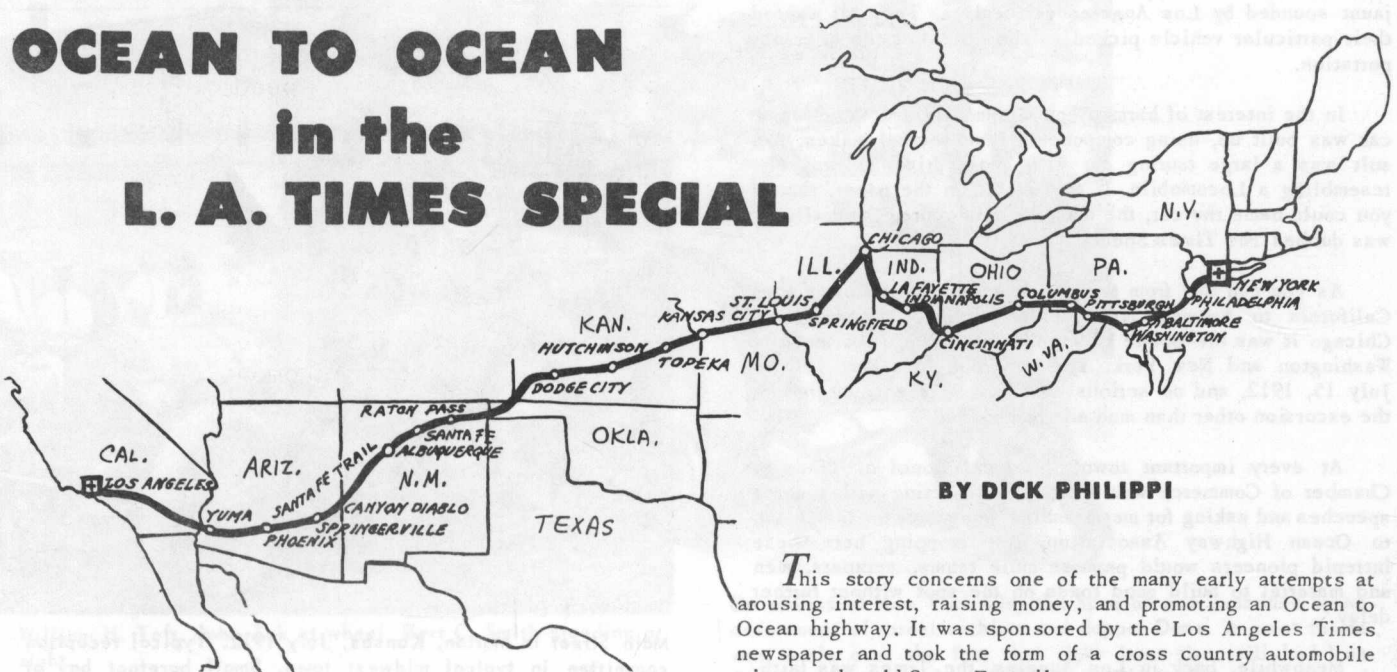 OCEAN TO OCEAN
in the
L. A. TIMES SPECIAL
N.Y.
CHICAGO
ILL.
IND.
OHIO
PA.
NEW YORK
LAFAYETTE
COLUMBUS
PITTSBURGH
PHILADELPHIA
ST. LOUIS
INDIANAPOLIS
KANSAS CITY
SPRINGFIELD
BALTIMORE
KAN.
WASHINGTON
CINCINNATI
HUTCHINSON
TOPEKA
MO.
KY.
W. VA.
DODGE CITY
RATON PASS
SANTA FE
OKLA.
CAL.
ALBUQUERQUE
ARIZ.
SANTA FE TRAIL
N.M.
LOS ANGELES
CANYON DIABLO
YUMA
SPRINGERVILLE
TEXAS
PHOENIX
BY DICK PHILIPPI
This story concerns one of the many early attempts at
arousing interest, raising money, and promoting an Ocean to
Ocean highway. It was sponsored by the Los Angeles Times
newspaper and took the form of a cross country automobile